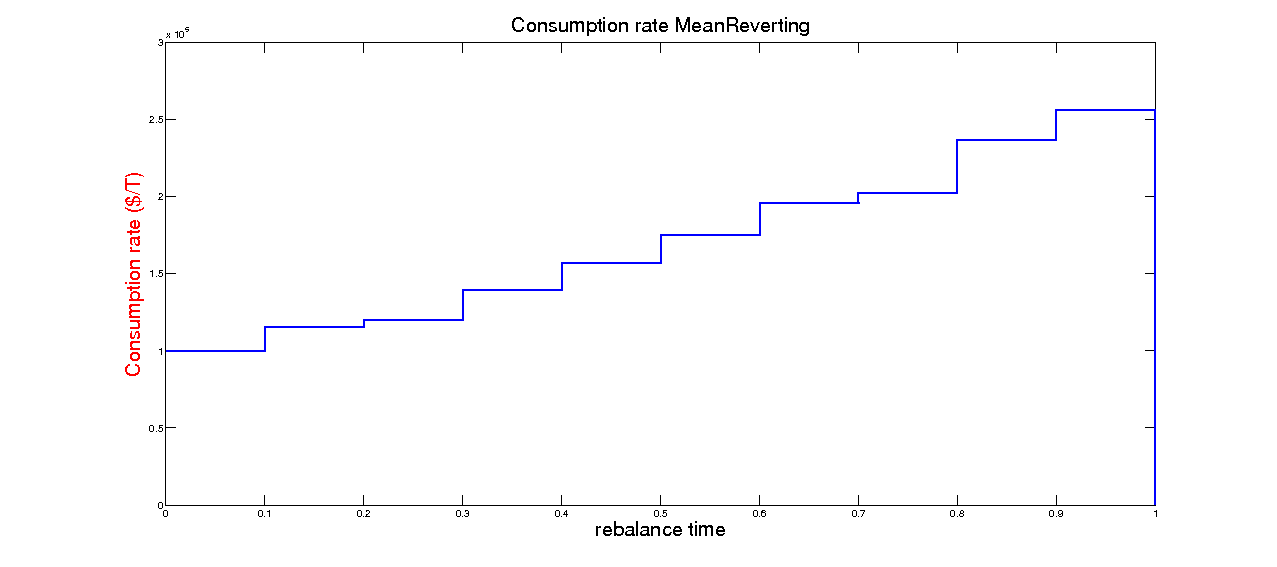 Consumption rate MeanReverting
x 10
3
2.5
2
1.5
1
0.5
0
Consumption rate ($/T)
0 0.1 0.2 0.3 0.4 0.5 0.6 0.7 0.8 0.9 1
rebalance time